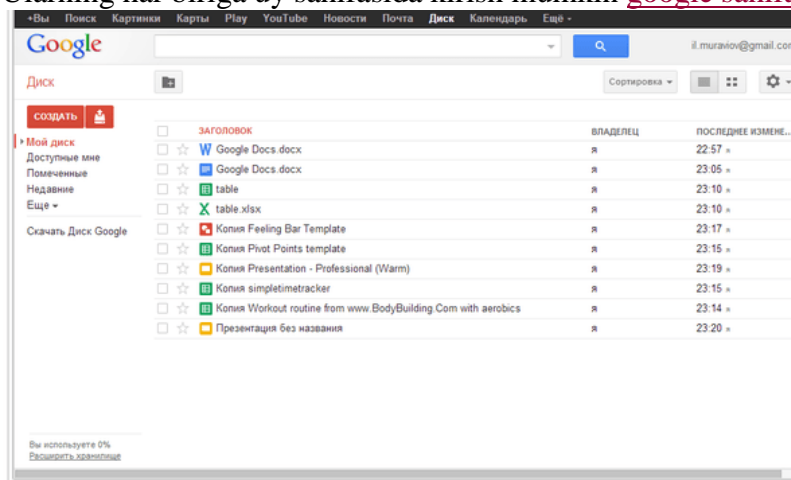 +Вы Поиск Картинки Карты Play YouTube Новости Почта Диск Календарь Ещё
Google il.muraviov@gmail.com
Диск Сортировка
СОЗДАТЬ
ЗАГОЛОВОК ВЛАДЕЛЕЦ ПОСЛЕДНЕЕ ИЗМЕНЕ...
Мой диск
Доступные мне
Помеченные
Недавние
Еще
Скачать Диск Google
Google Docs.docx я 22:57 я
Google Docs.docx я 23:05 я
table я 23:10 я
table.xlsx я 23:10 я
Копия Feeling Bar Template я 23:17 я
Копия Pivot Points template я 23:15 я
Копия Presentation - Professional (Warm) я 23:19 я
Копия simpletimetracker я 23:15 я
Копия Workout routine from www.BodyBuilding.Com with aerobics я 23:14 я
Презентация без названия я 23:20 я
Вы используете 0%
Расширить хранилище